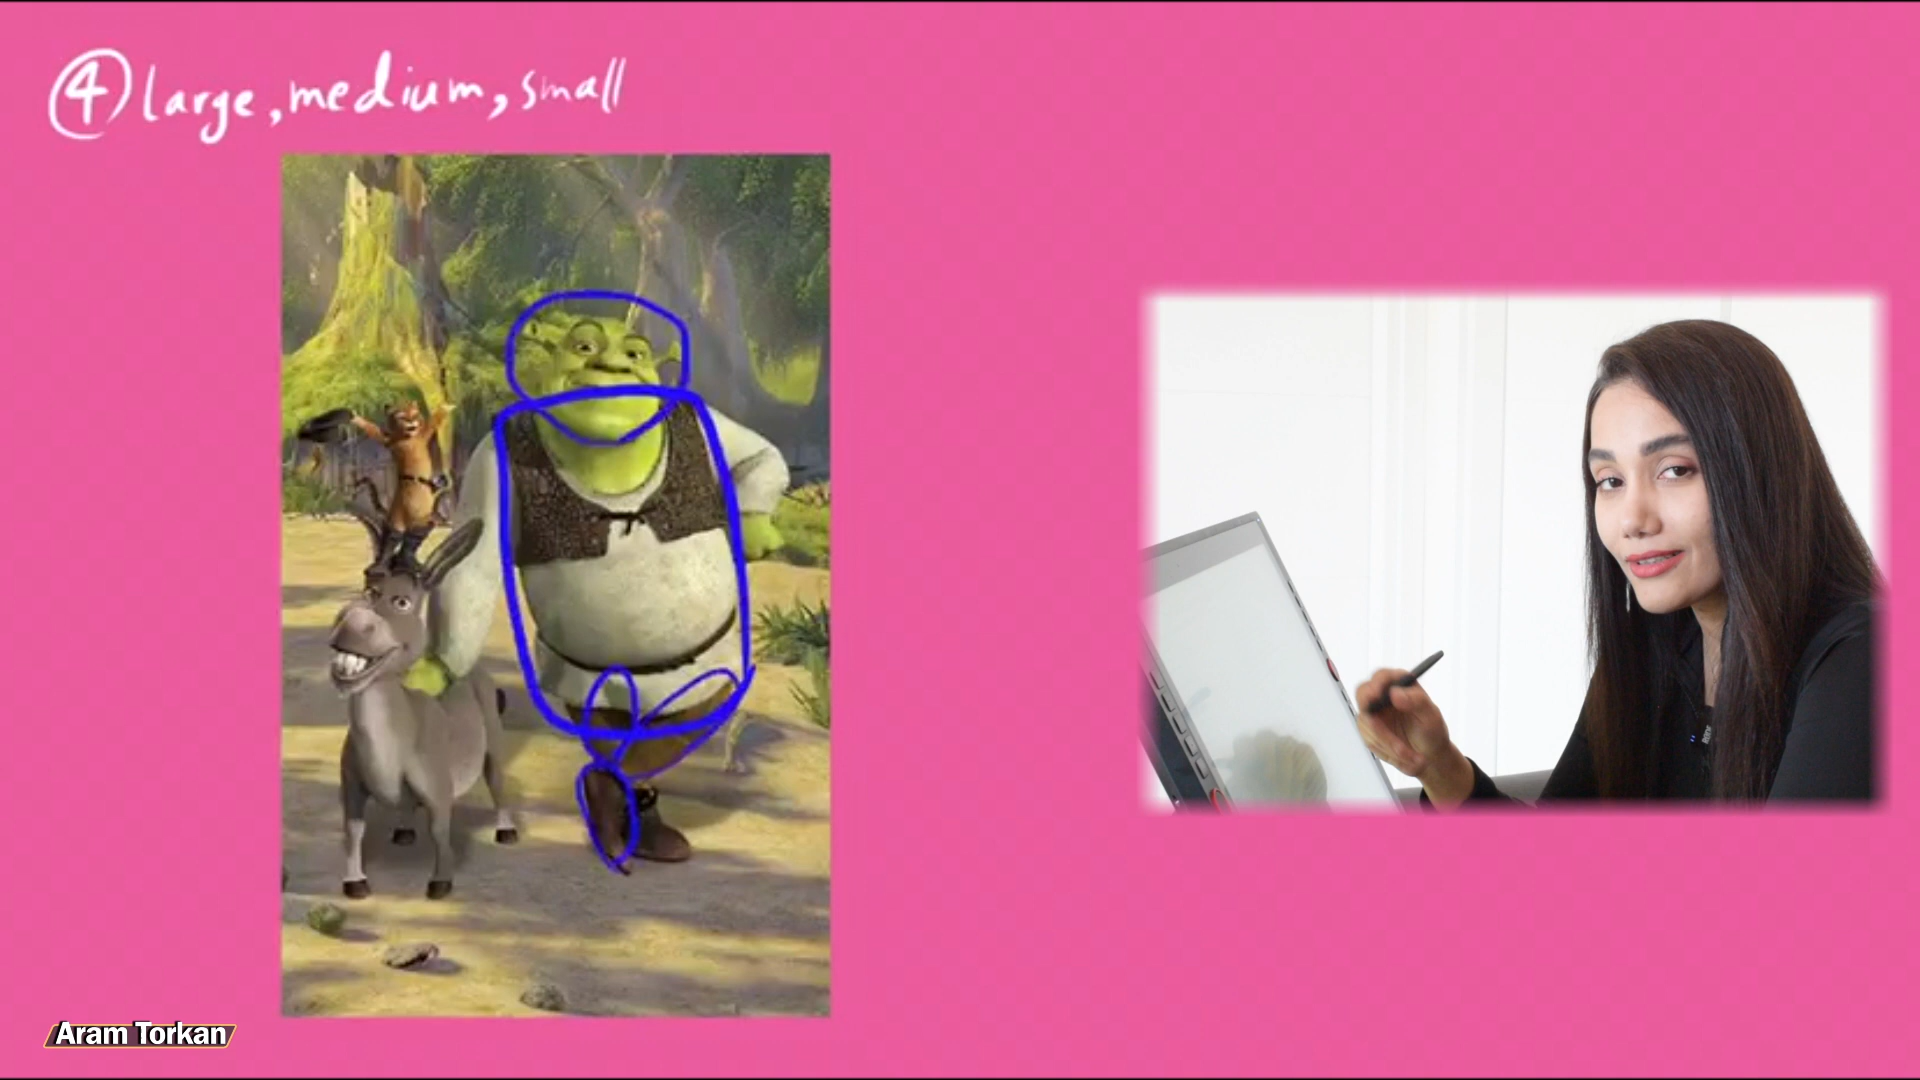 ④ large, medium, small
Aram Torkan